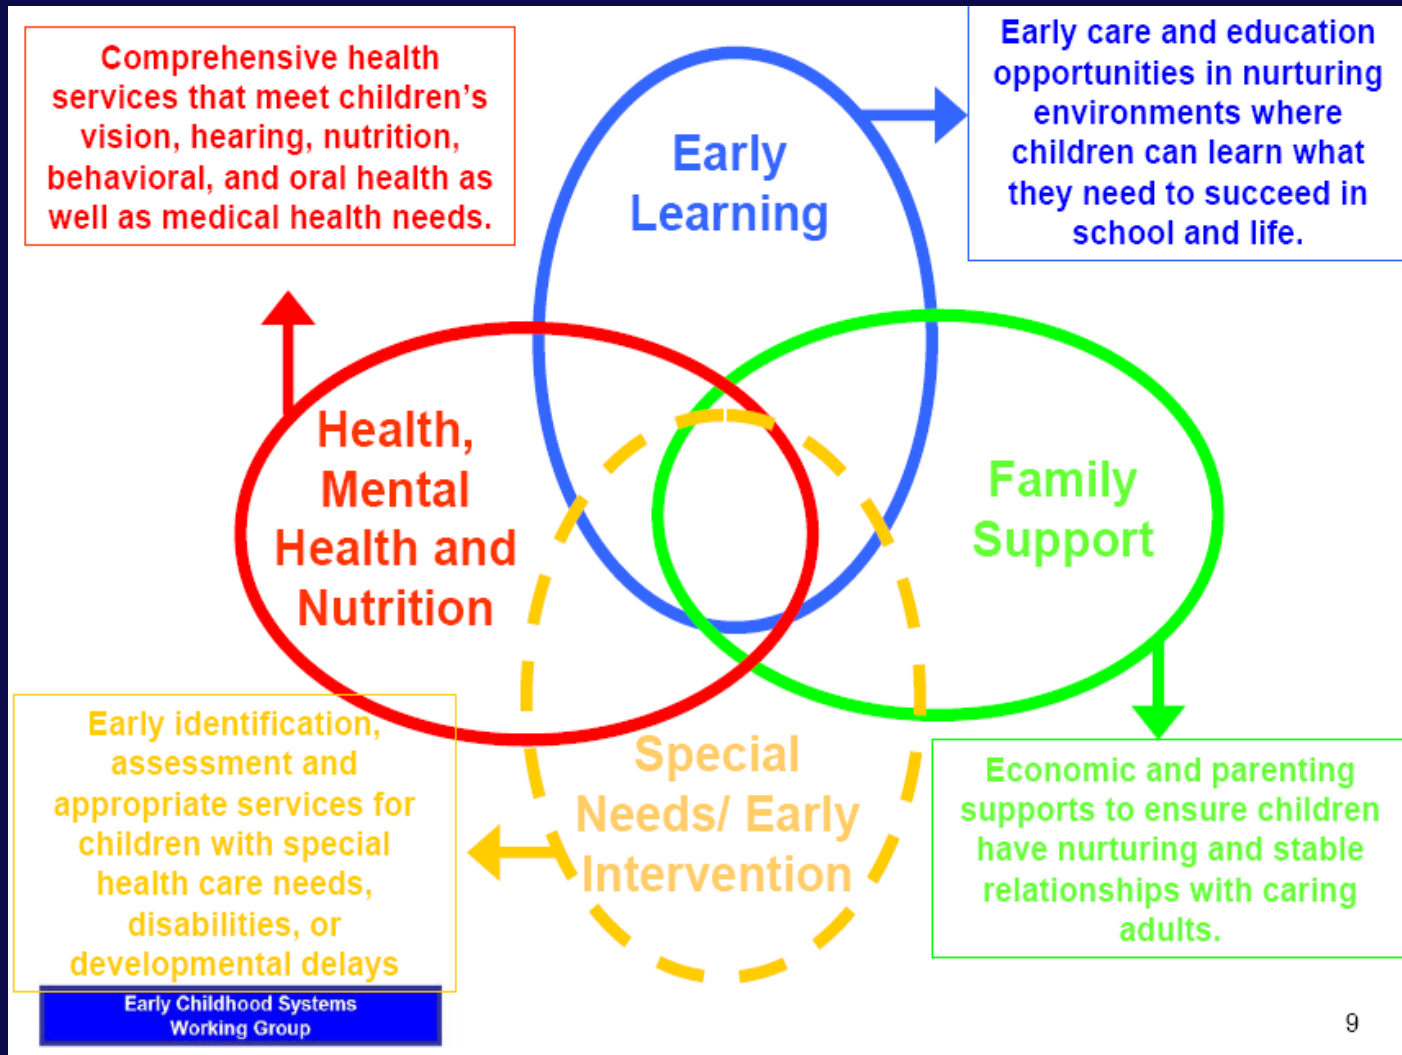 Comprehensive health
services that meet children’s
vision, hearing, nutrition,
behavioral, and oral health as
well as medical health needs.
Early care and education
opportunities in nurturing
environments where
children can learn what
they need to succeed in
school and life.
Early
Learning
Health,
Mental
Health and
Nutrition
Family
Support
Special
Needs/ Early
Intervention
Early identification,
assessment and
appropriate services for
children with special
health care needs,
disabilities, or
developmental delays
Economic and parenting
supports to ensure children
have nurturing and stable
relationships with caring
adults.
Early Childhood Systems
Working Group
9